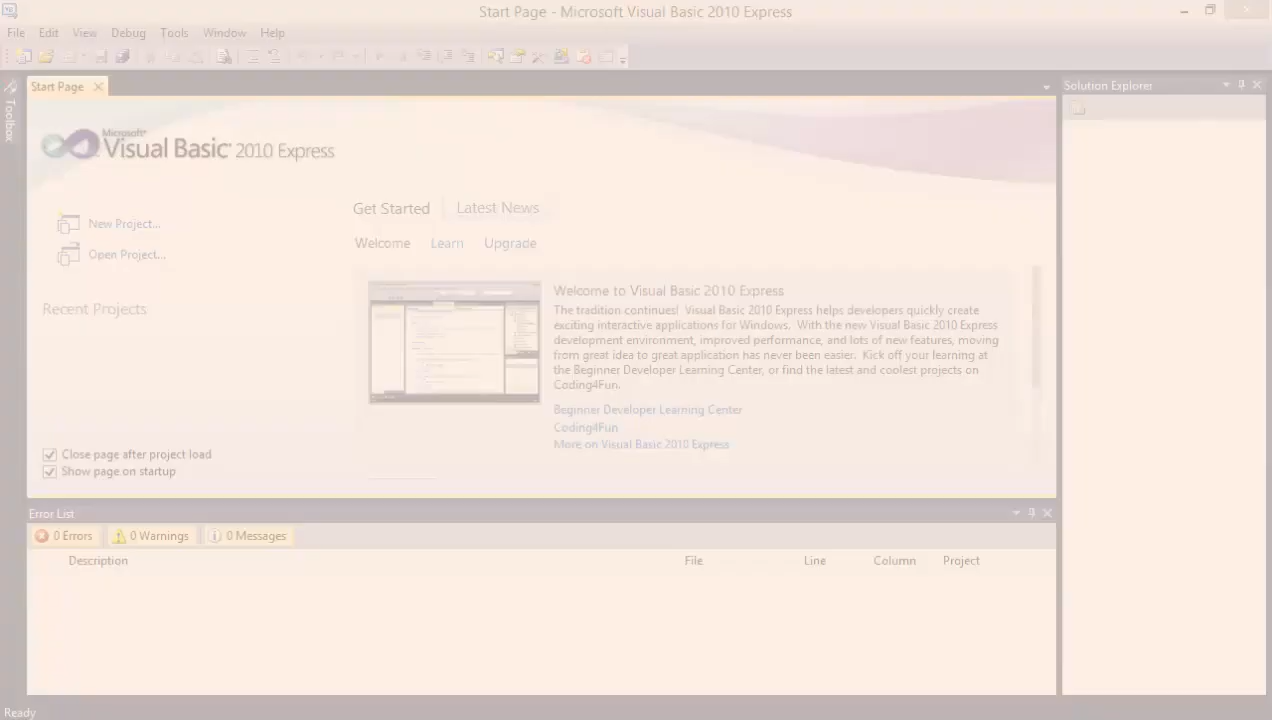 Start Page - Microsoft Visual Basic 2010 Express
File Edit View Debug Tools Window Help
Toolbox
Start Page
Solution Explorer
Microsoft
Visual Basic 2010 Express
New Project...
Open Project...
Recent Projects
Close page after project load
Show page on startup
Get Started Latest News
Welcome Learn Upgrade
Welcome to Visual Basic 2010 Express
The tradition continues! Visual Basic 2010 Express helps developers quickly create
exciting interactive applications for Windows. With the new Visual Basic 2010 Express
development environment, improved performance, and lots of new features, moving
from great idea to great application has never been easier. Kick off your learning at
the Beginner Developer Learning Center, or find the latest and coolest projects on
Coding4Fun.
Beginner Developer Learning Center
Coding4Fun
More on Visual Basic 2010 Express
Error List
0 Errors 0 Warnings 0 Messages
Description File Line Column Project
Ready